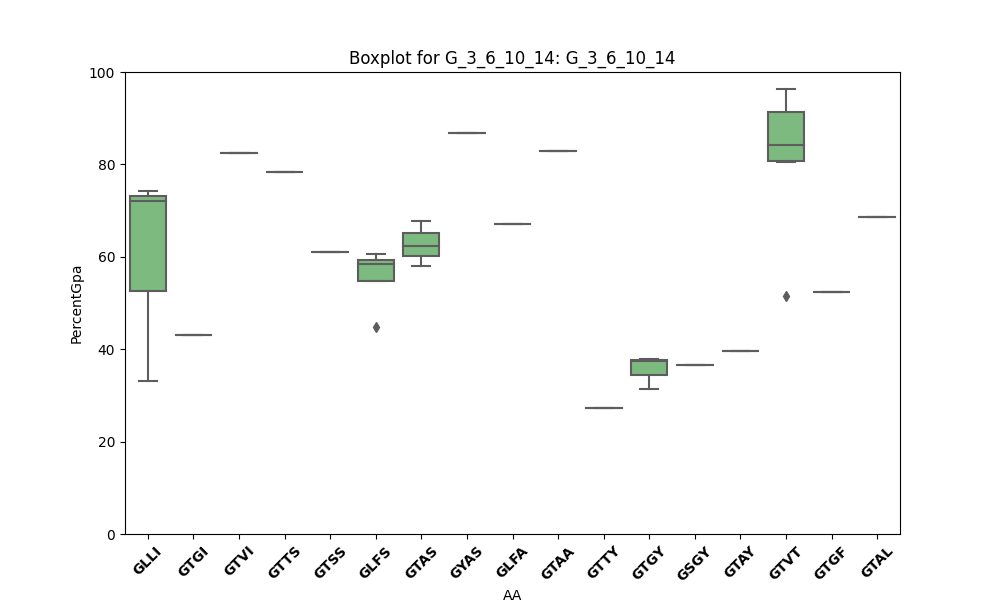 Boxplot for G_3_6_10_14: G_3_6_10_14
100
80
60
40
20
0
PercentGpa
GLLI GTGI GTVI GTTS GTSS GLFS GTAS GYAS GLFA GTAA GTTY GTGY GSGY GTAY GTVT GTGF GTAL
AA